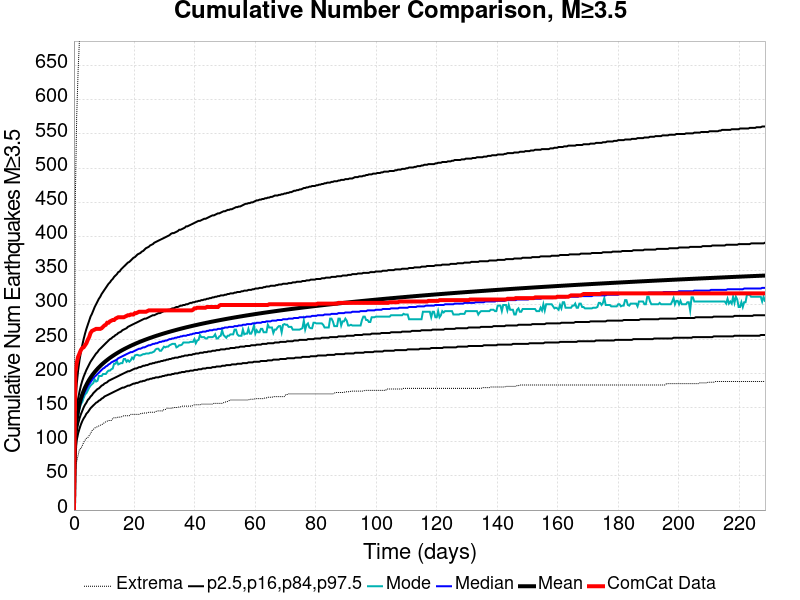 Cumulative Number Comparison, M≥3.5
Cumulative Num Earthquakes M≥3.5
650
600
550
500
450
400
350
300
250
200
150
100
50
0
0 20 40 60 80 100 120 140 160 180 200 220
Time (days)
Extrema p2.5,p16,p84,p97.5 Mode Median Mean ComCat Data